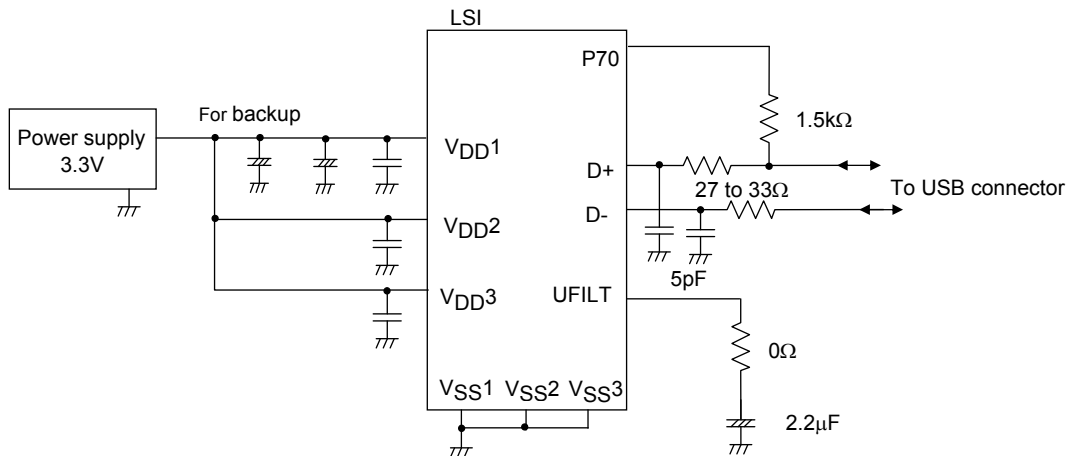 LSI
P70
For backup
Power supply
3.3V
1.5kΩ
VDD1
D+
27 to 33Ω
To USB connector
D-
VDD2
5pF
VDD3
UFILT
0Ω
VSS1 VSS2 VSS3
2.2μF